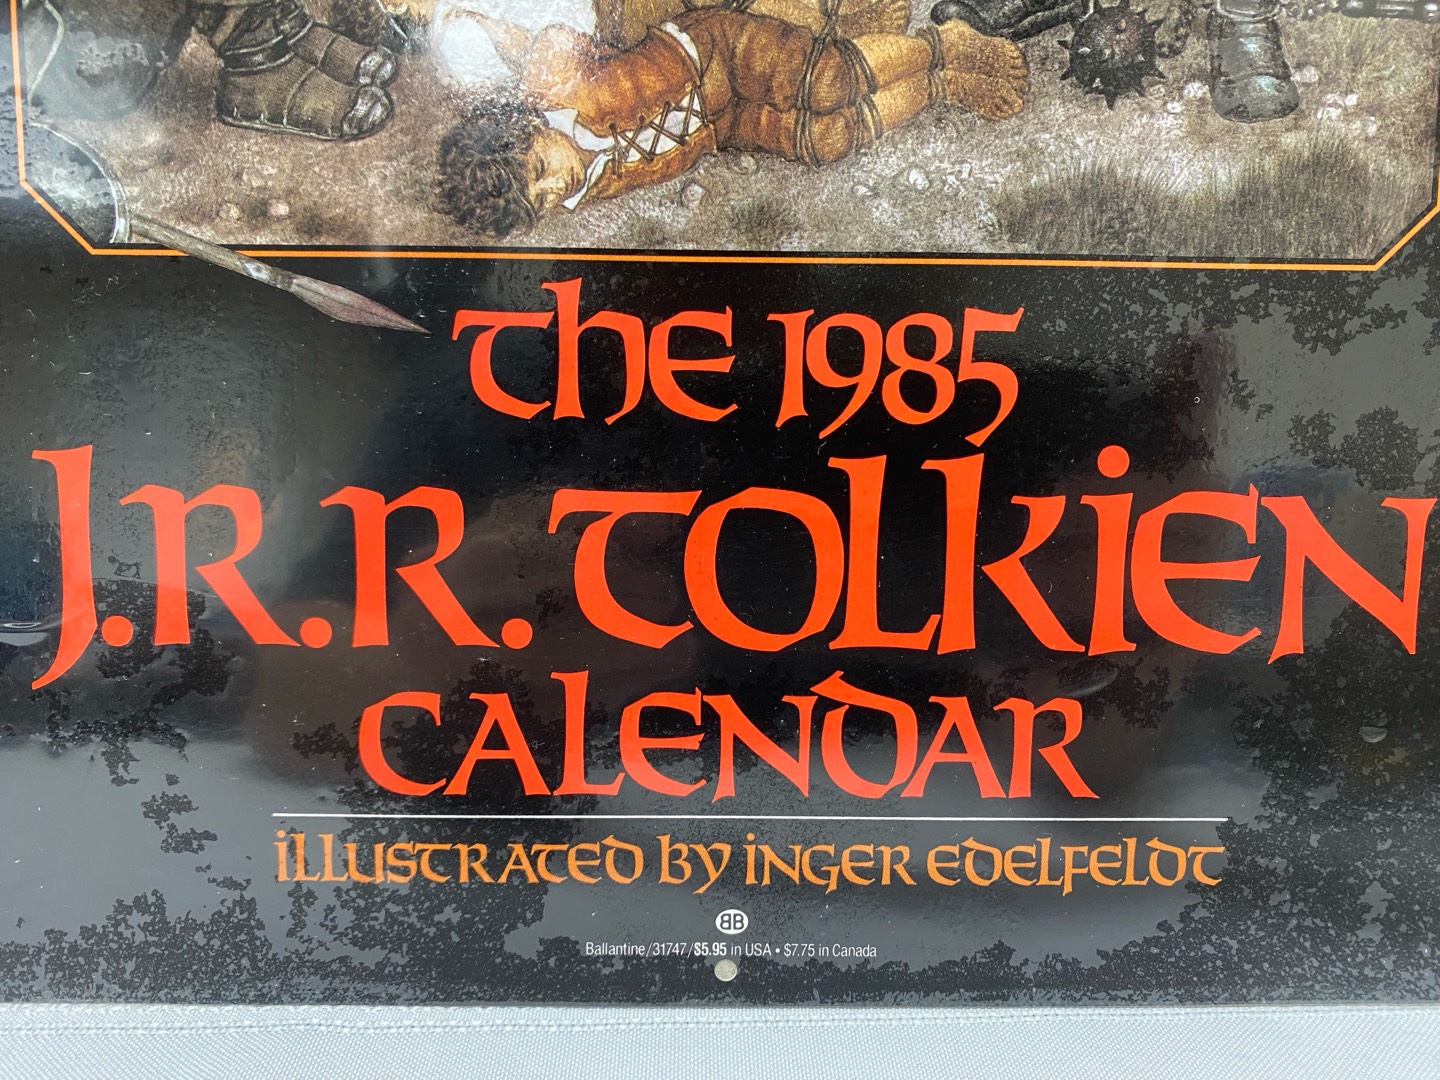 The 1985
J.R.R. Tolkien
Calendar
illustrated by inger edelfeldt
BB
Ballantine/31747/$5.95 in USA • $7.75 in Canada